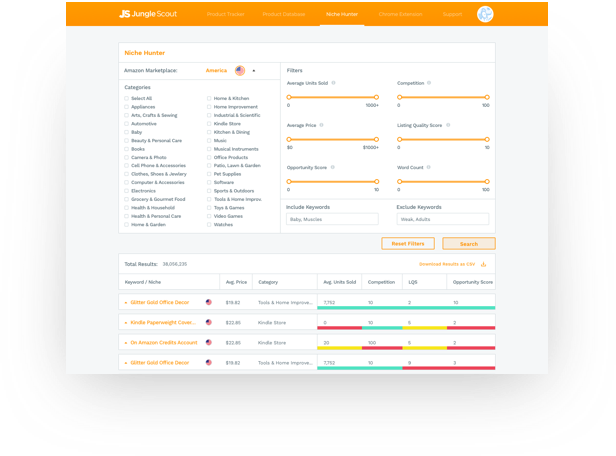 JS Jungle Scout
Product Tracker Product Database Niche Hunter Chrome Extension Support
Niche Hunter
Amazon Marketplace: America
Filters
Categories
Average Units Sold Competition
0 1000+ 0 100
Average Price Listing Quality Score
$0 $1000+ 0 10
Opportunity Score Word Count
0 10 0 100
Select All Home & Kitchen
Appliances Home Improvement
Arts, Crafts & Sewing Industrial & Scientific
Automotive Kindle Store
Baby Kitchen & Dining
Beauty & Personal Care Music
Books Musical Instruments
Camera & Photo Office Products
Cell Phone & Accessories Patio, Lawn & Garden
Clothes, Shoes & Jewlery Pet Supplies
Computer & Accessories Software
Electronics Sports & Outdoors
Grocery & Gourmet Food Tools & Home Improv.
Health & Household Toys & Games
Health & Personal Care Video Games
Home & Garden Watches
Include Keywords Exclude Keywords
Baby, Muscles Weak, Adults
Reset Filters Search
Total Results: Download Results as CSV
Keyword / Niche Avg. Price Category Avg. Units Sold Competition LQS Opportunity Score
+ Glitter Gold Office Decor $19.82 Tools & Home Improve... 7,752 10 2 10
+ Kindle Paperweight Cover... $22.85 Kindle Store 0 10 5 2
+ On Amazon Credits Account $22.85 Kindle Store 20 100 5 2
+ Glitter Gold Office Decor $19.82 Tools & Home Improve... 7,752 10 9 3